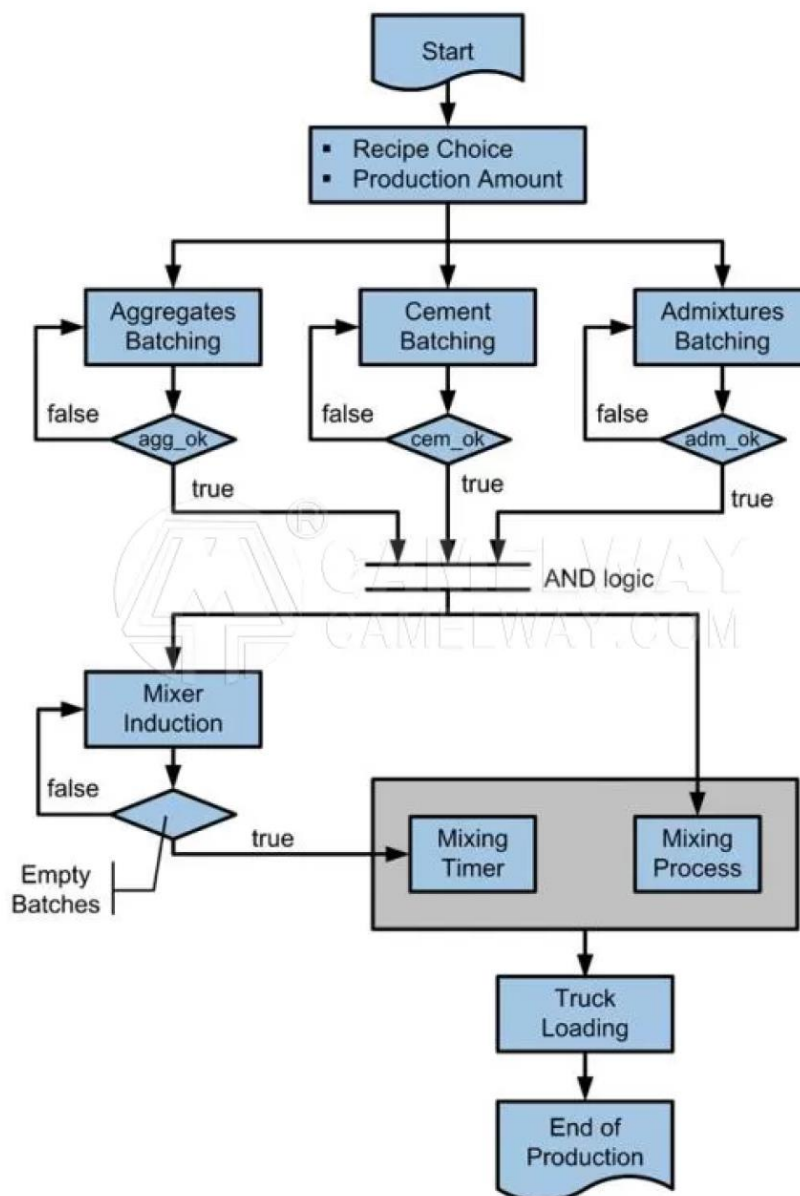 Start
▪ Recipe Choice
▪ Production Amount
Aggregates
Batching
Cement
Batching
Admixtures
Batching
false
false
false
agg_ok
cem_ok
adm_ok
true
true
true
®
CAMELWAY
CAMELWAY.COM
AND logic
Mixer
Induction
false
true
Empty
Batches
Mixing
Timer
Mixing
Process
Truck
Loading
End of
Production